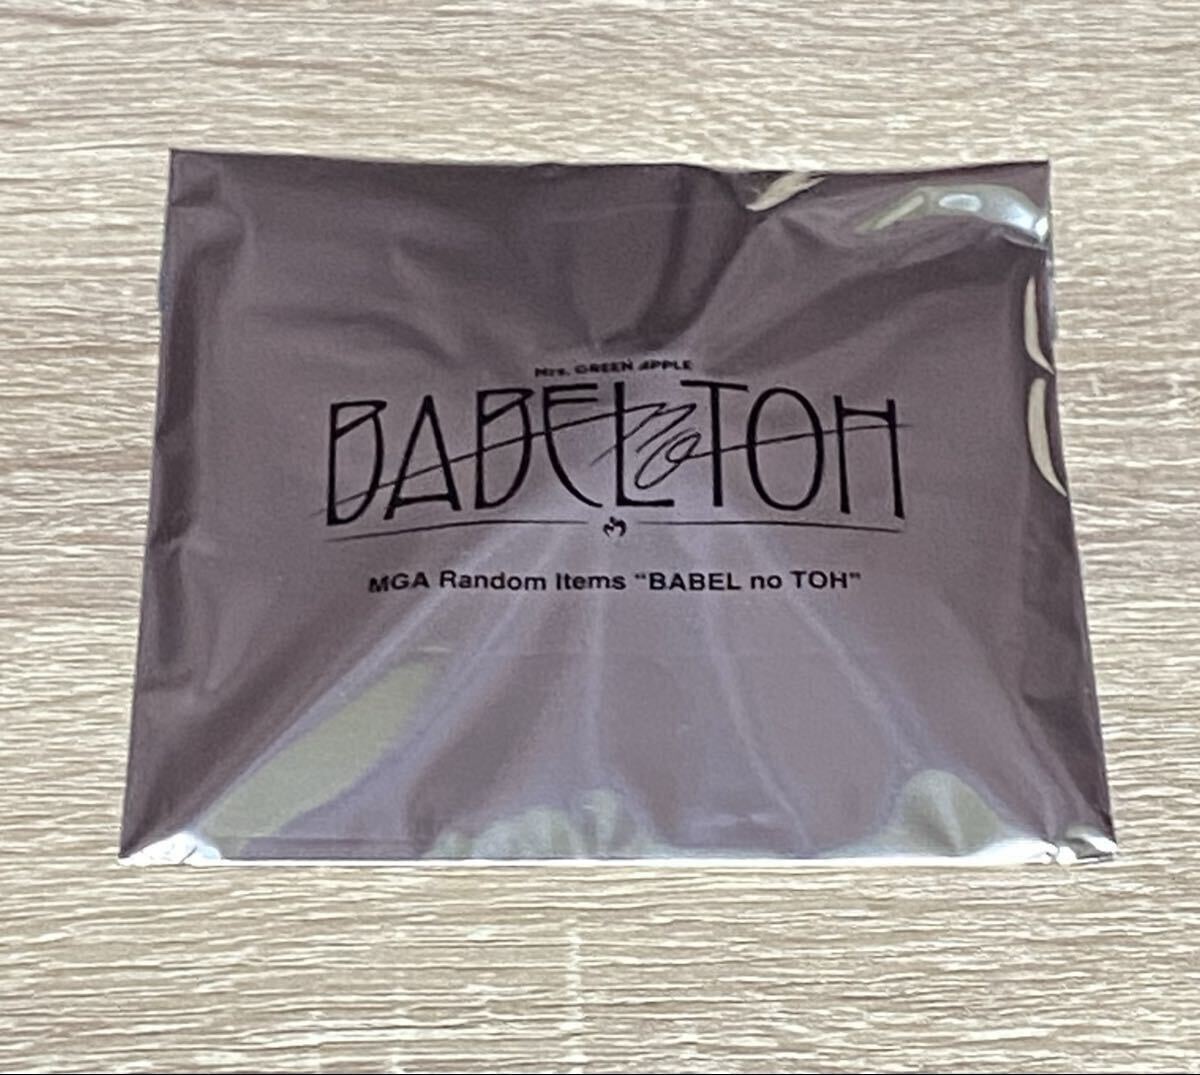 Mrs. GREEN APPLE
BABEL no TOH
MGA Random Items "BABEL no TOH"